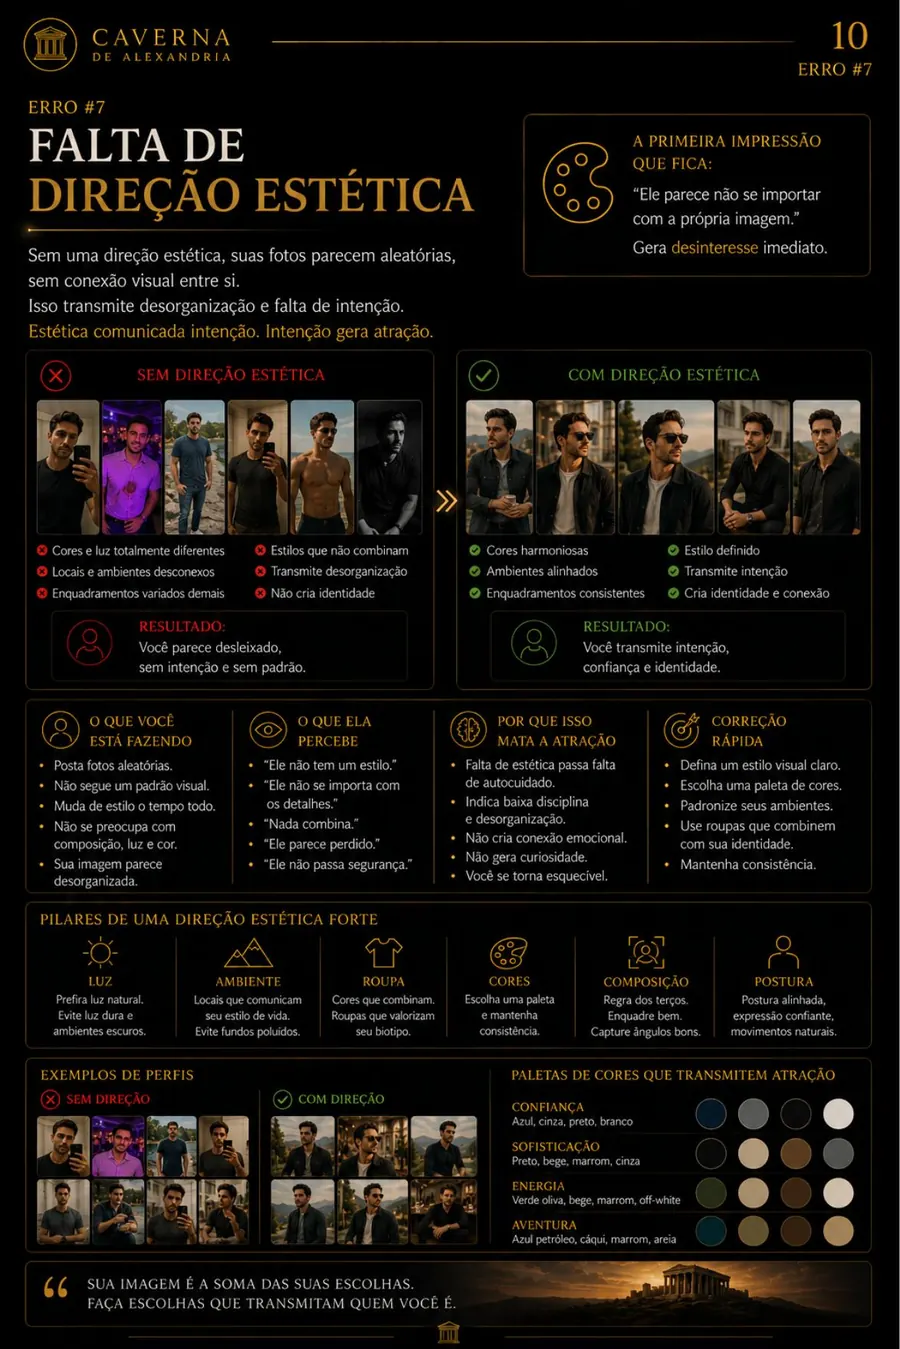 CAVERNA
DE ALEXANDRIA
10
ERRO #7
ERRO #7
FALTA DE
DIREÇÃO ESTÉTICA
A PRIMEIRA IMPRESSÃO
QUE FICA:
“Ele parece não se importar
com a própria imagem.”
Gera desinteresse imediato.
Sem uma direção estética, suas fotos parecem aleatórias,
sem conexão visual entre si.
Isso transmite desorganização e falta de intenção.
Estética comunicada intenção. Intenção gera atração.
SEM DIREÇÃO ESTÉTICA
Cores e luz totalmente diferentes
Locais e ambientes desconexos
Enquadramentos variados demais
Estilos que não combinam
Transmite desorganização
Não cria identidade
RESULTADO:
Você parece desleixado,
sem intenção e sem padrão.
COM DIREÇÃO ESTÉTICA
Cores harmoniosas
Ambientes alinhados
Enquadramentos consistentes
Estilo definido
Transmite intenção
Cria identidade e conexão
RESULTADO:
Você transmite intenção,
confiança e identidade.
O QUE VOCÊ
ESTÁ FAZENDO
• Posta fotos aleatórias.
• Não segue um padrão visual.
• Muda de estilo o tempo todo.
• Não se preocupa com
composição, luz e cor.
• Sua imagem parece
desorganizada.
O QUE ELA
PERCEBE
• “Ele não tem um estilo.”
• “Ele não se importa com
os detalhes.”
• “Nada combina.”
• “Ele parece perdido.”
• “Ele não passa segurança.”
POR QUE ISSO
MATA A ATRAÇÃO
• Falta de estética passa falta
de autocuidado.
• Indica baixa disciplina
e desorganização.
• Não cria conexão emocional.
• Não gera curiosidade.
• Você se torna esquecível.
CORREÇÃO
RÁPIDA
• Defina um estilo visual claro.
• Escolha uma paleta de cores.
• Padronize seus ambientes.
• Use roupas que combinem
com sua identidade.
• Mantenha consistência.
PILARES DE UMA DIREÇÃO ESTÉTICA FORTE
LUZ
Prefira luz natural.
Evite luz dura e
ambientes escuros.
AMBIENTE
Locais que comunicam
seu estilo de vida.
Evite fundos poluídos.
ROUPA
Cores que combinam.
Roupas que valorizam
seu biotipo.
CORES
Escolha uma paleta
e mantenha
consistência.
COMPOSIÇÃO
Regra dos terços.
Enquadre bem.
Capture ângulos bons.
POSTURA
Postura alinhada,
expressão confiante,
movimentos naturais.
EXEMPLOS DE PERFIS
SEM DIREÇÃO
COM DIREÇÃO
PALETAS DE CORES QUE TRANSMITEM ATRAÇÃO
CONFIANÇA
Azul, cinza, preto, branco
SOFISTICAÇÃO
Preto, bege, marrom, cinza
ENERGIA
Verde oliva, bege, marrom, off-white
AVENTURA
Azul petróleo, cáqui, marrom, areia
“ SUA IMAGEM É A SOMA DAS SUAS ESCOLHAS.
FAÇA ESCOLHAS QUE TRANSMITAM QUEM VOCÊ É.